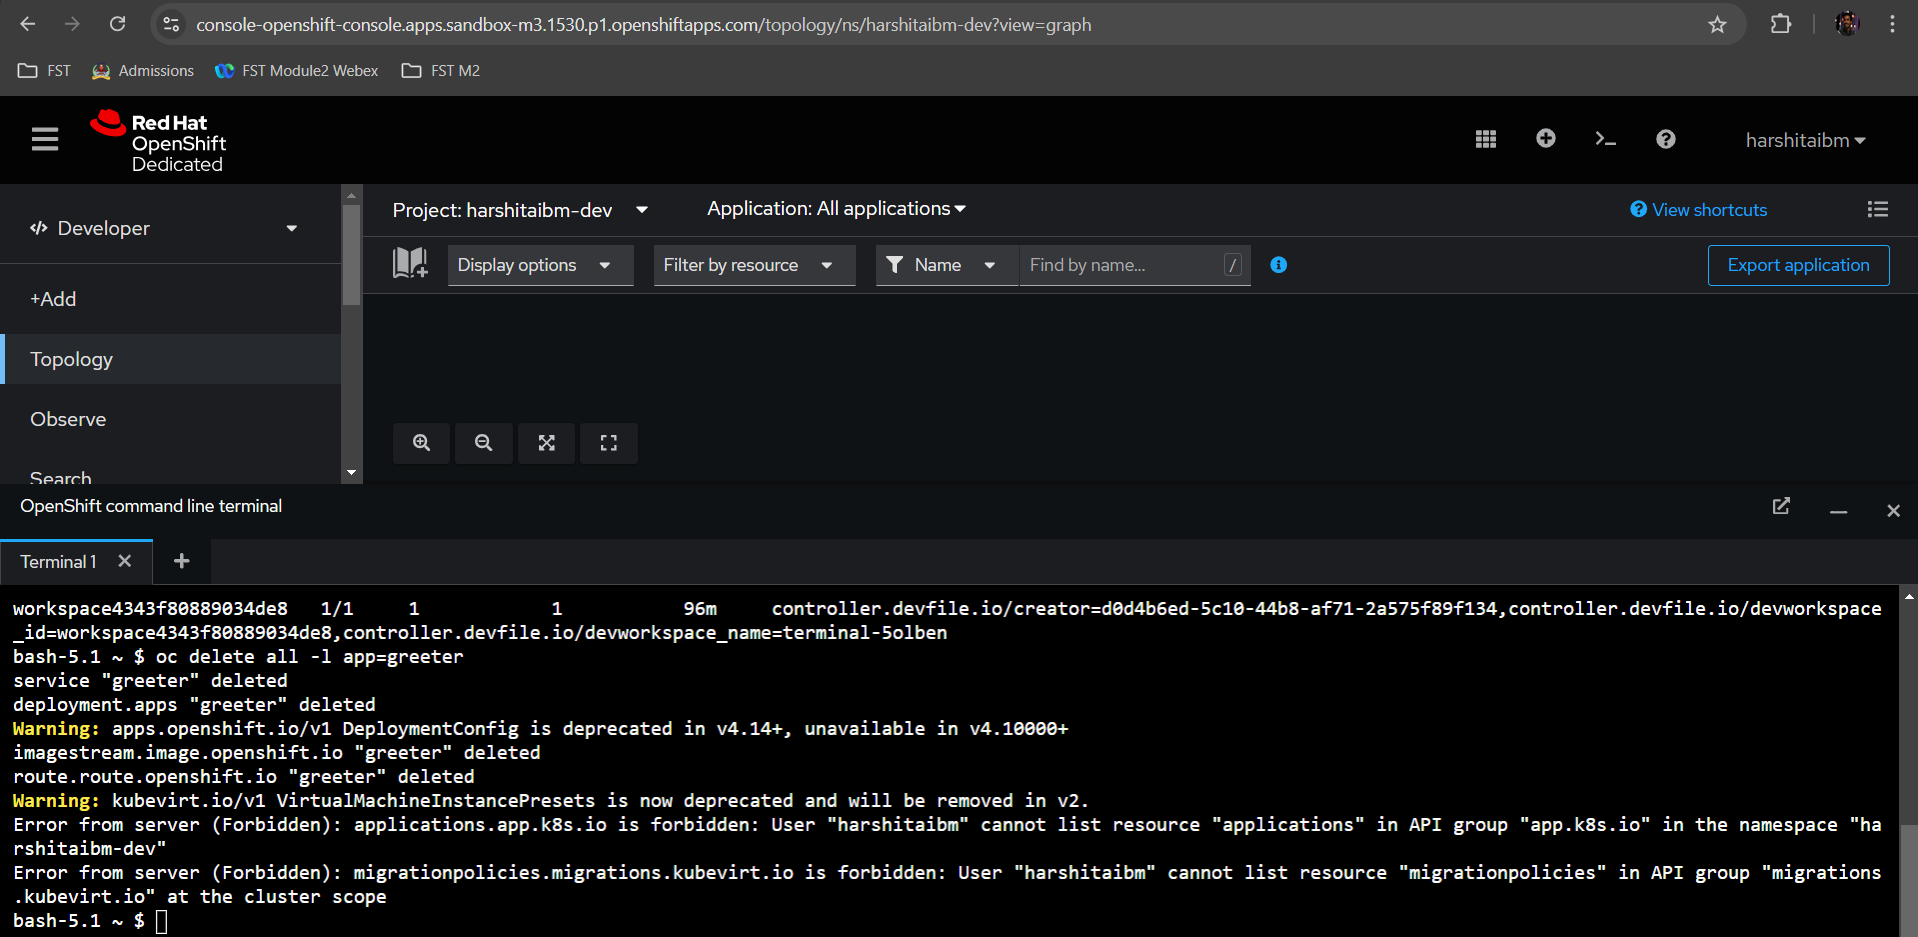 console-openshift-console.apps.sandbox-m3.1530.p1.openshiftapps.com/topology/ns/harshitaibm-dev?view=graph
FST Admissions FST Module2 Webex FST M2
Red Hat
OpenShift
Dedicated
harshitaibm
Developer
Project: harshitaibm-dev Application: All applications View shortcuts
Display options Filter by resource Name Find by name... / Export application
+Add
Topology
Observe
Search
OpenShift command line terminal
Terminal 1
workspace4343f80889034de8 1/1 1 1 96m controller.devfile.io/creator=d0d4b6ed-5c10-44b8-af71-2a575f89f134,controller.devfile.io/devworkspace
_id=workspace4343f80889034de8,controller.devfile.io/devworkspace_name=terminal-5olben
bash-5.1 ~ $ oc delete all -l app=greeter
service "greeter" deleted
deployment.apps "greeter" deleted
Warning: apps.openshift.io/v1 DeploymentConfig is deprecated in v4.14+, unavailable in v4.10000+
imagestream.image.openshift.io "greeter" deleted
route.route.openshift.io "greeter" deleted
Warning: kubevirt.io/v1 VirtualMachineInstancePresets is now deprecated and will be removed in v2.
Error from server (Forbidden): applications.app.k8s.io is forbidden: User "harshitaibm" cannot list resource "applications" in API group "app.k8s.io" in the namespace "ha
rshitaibm-dev"
Error from server (Forbidden): migrationpolicies.migrations.kubevirt.io is forbidden: User "harshitaibm" cannot list resource "migrationpolicies" in API group "migrations
.kubevirt.io" at the cluster scope
bash-5.1 ~ $